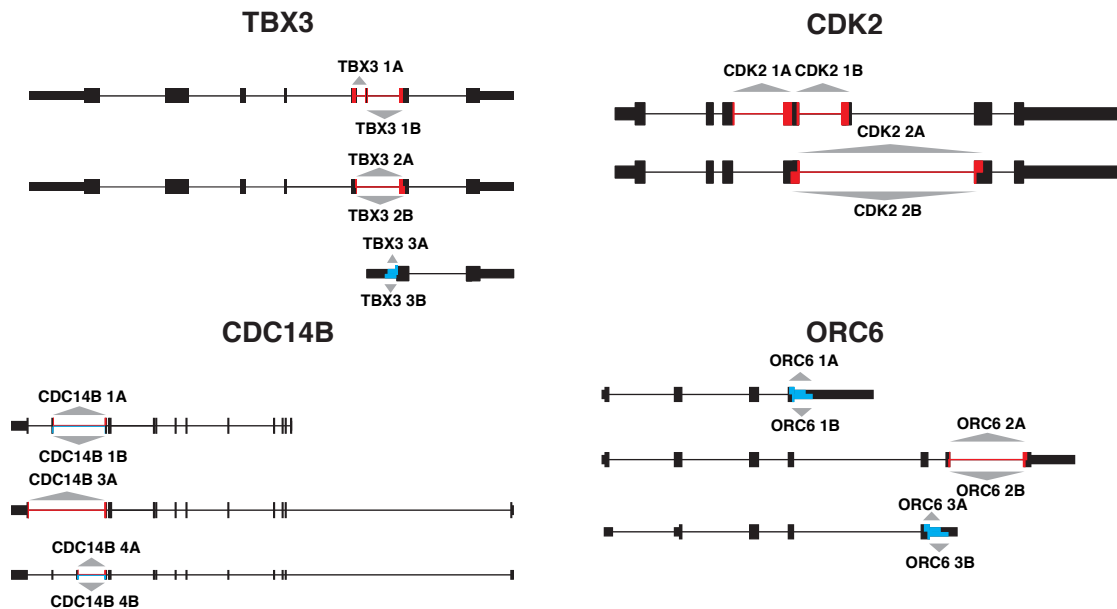 TBX3
TBX3 1A
TBX3 1B
TBX3 2A
TBX3 2B
TBX3 3A
TBX3 3B
CDK2
CDK2 1A CDK2 1B
CDK2 2A
CDK2 2B
CDC14B
CDC14B 1A
CDC14B 1B
CDC14B 3A
CDC14B 4A
CDC14B 4B
ORC6
ORC6 1A
ORC6 1B
ORC6 2A
ORC6 2B
ORC6 3A
ORC6 3B